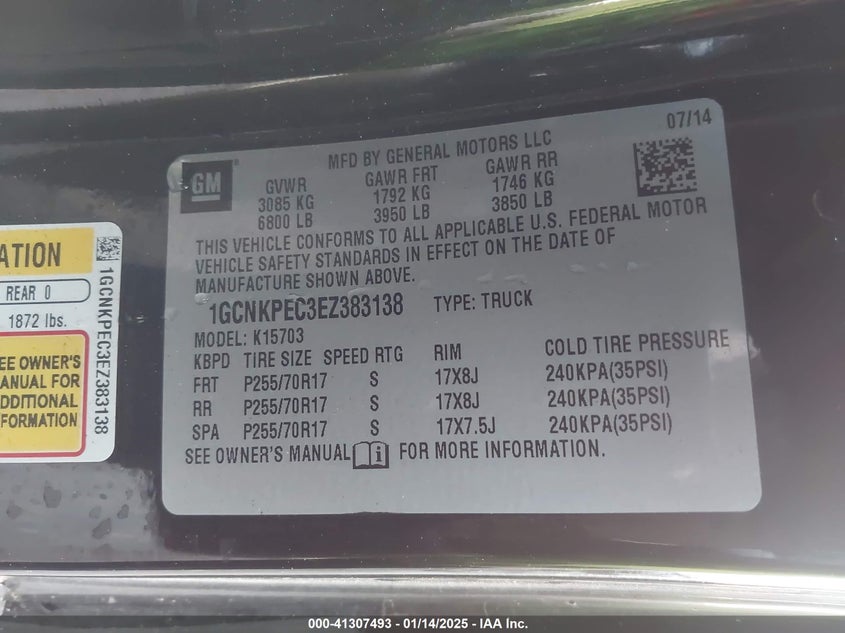 ATION
REAR 0
1872 lbs.
EE OWNER'S
MANUAL FOR
ADDITIONAL
FORMATION
1GCNKPEC3EZ383138
GM
MFD BY GENERAL MOTORS LLC
07/14
GVWR GAWR FRT GAWR RR
3085 KG 1792 KG 1746 KG
6800 LB 3950 LB 3850 LB
THIS VEHICLE CONFORMS TO ALL APPLICABLE U.S. FEDERAL MOTOR
VEHICLE SAFETY STANDARDS IN EFFECT ON THE DATE OF
MANUFACTURE SHOWN ABOVE.
1GCNKPEC3EZ383138 TYPE: TRUCK
MODEL: K15703
KBPD TIRE SIZE SPEED RTG RIM COLD TIRE PRESSURE
FRT P255/70R17 S 17X8J 240KPA(35PSI)
RR P255/70R17 S 17X8J 240KPA(35PSI)
SPA P255/70R17 S 17X7.5J 240KPA(35PSI)
SEE OWNER'S MANUAL i FOR MORE INFORMATION.
000-41307493 - 01/14/2025 - IAA Inc.